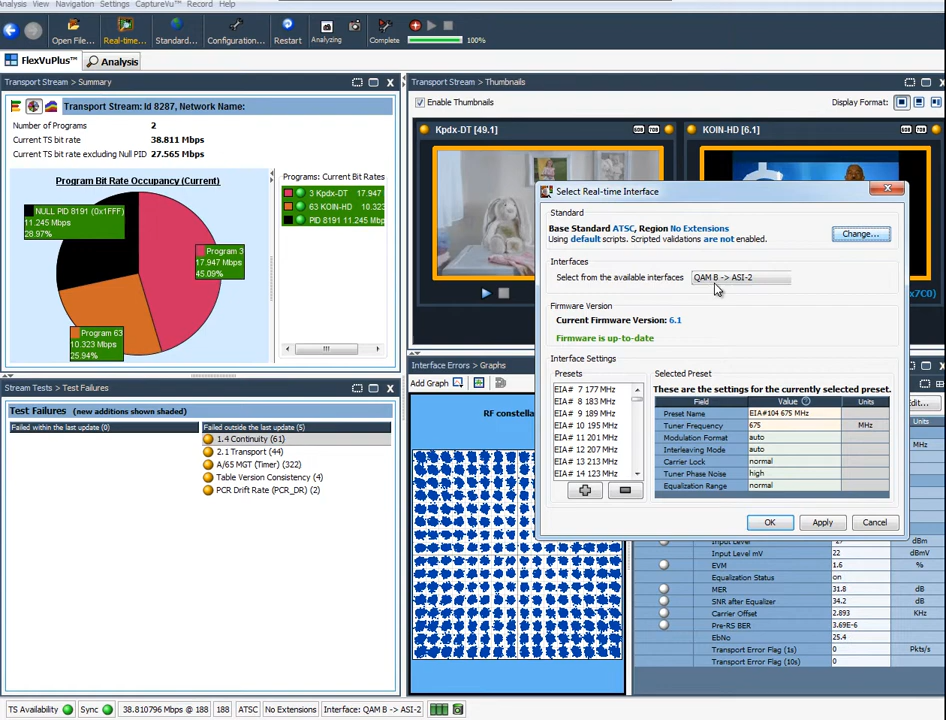 Analysis View Navigation Settings CaptureVu™ Record Help
Open File... Real-time... Standard... Configuration... Restart Analyzing Complete 100%
FlexVuPlus™ Analysis
Transport Stream > Summary
Transport Stream: Id 8287, Network Name:
Number of Programs 2
Current TS bit rate 38.811 Mbps
Current TS bit rate excluding Null PID 27.565 Mbps
Program Bit Rate Occupancy (Current)
NULL PID 8191 (0x1FFF)
11.245 Mbps
28.97%
Program 3
17.947 Mbps
45.09%
Program 63
10.323 Mbps
25.94%
Programs: Current Bit Rates
3 Kpdx-DT 17.947
63 KOIN-HD 10.323
PID 8191 11.245 Mb
Stream Tests > Test Failures
Test Failures (new additions shown shaded)
Failed within the last update (0) Failed outside the last update (5)
1.4 Continuity (61)
2.1 Transport (44)
A/65 MGT (Timer) (322)
Table Version Consistency (4)
PCR Drift Rate (PCR_DR) (2)
Transport Stream > Thumbnails
Enable Thumbnails Display Format:
Kpdx-DT [49.1] KOIN-HD [6.1]
x7C0)
Interface Errors > Graphs
Add Graph
RF constella
Select Real-time Interface
Standard
Base Standard ATSC, Region No Extensions
Using default scripts. Scripted validations are not enabled.
Change...
Interfaces
Select from the available interfaces QAM B -> ASI-2
Firmware Version
Current Firmware Version: 6.1
Firmware is up-to-date
Interface Settings
Presets
EIA# 7 177 MHz
EIA# 8 183 MHz
EIA# 9 189 MHz
EIA# 10 195 MHz
EIA# 11 201 MHz
EIA# 12 207 MHz
EIA# 13 213 MHz
EIA# 14 123 MHz
Selected Preset
These are the settings for the currently selected preset.
Field Value Units
Preset Name EIA#104 675 MHz
Tuner Frequency 675 MHz
Modulation Format auto
Interleaving Mode auto
Carrier Lock normal
Tuner Phase Noise high
Equalization Range normal
OK Apply Cancel
Edit...
Units
MHz
dBm
Input Level mV 22 dBmV
EVM 1.6 %
Equalization Status on
MER 31.8 dB
SNR after Equalizer 34.2 dB
Carrier Offset 2.893 KHz
Pre-RS BER 3.69E-6
EbNo 25.4
Transport Error Flag (1s) 0 Pkts/s
Transport Error Flag (10s) 0
TS Availability Sync 38.810796 Mbps @ 188 188 ATSC No Extensions Interface: QAM B -> ASI-2